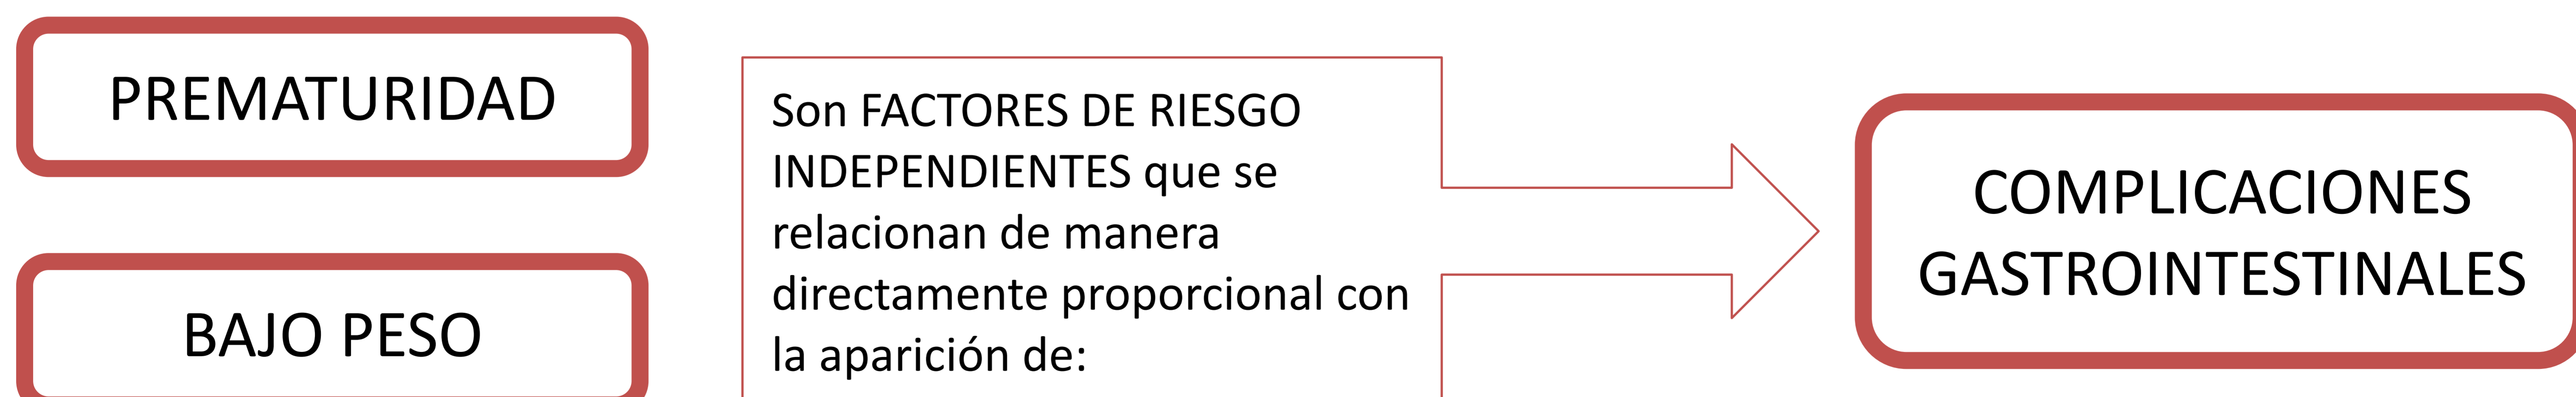 PREMATURIDAD
BAJO PESO
Son FACTORES DE RIESGO
INDEPENDIENTES que se
relacionan de manera
directamente proporcional con
la aparición de:
COMPLICACIONES
GASTROINTESTINALES